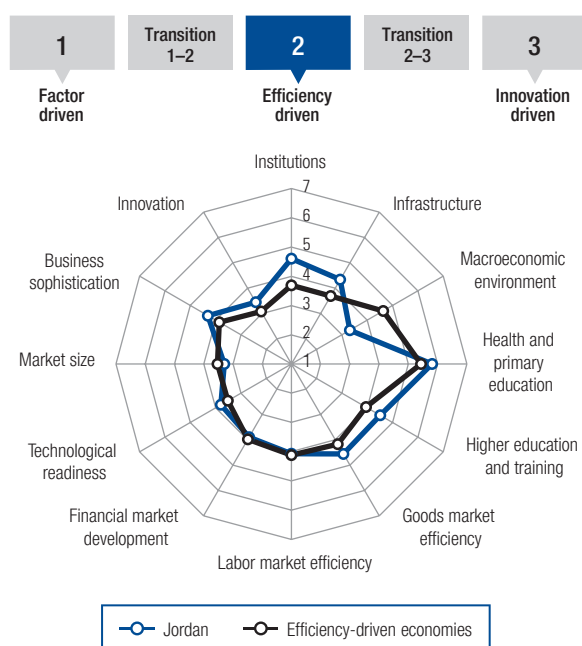 1
Transition
1–2
2
Transition
2–3
3
Factor
driven
Efficiency
driven
Innovation
driven
Institutions
Infrastructure
Macroeconomic
environment
Health and
primary
education
Higher education
and training
Goods market
efficiency
Labor market efficiency
Financial market
development
Technological
readiness
Market size
Business
sophistication
Innovation
7
6
5
4
3
2
1
Jordan
Efficiency-driven economies